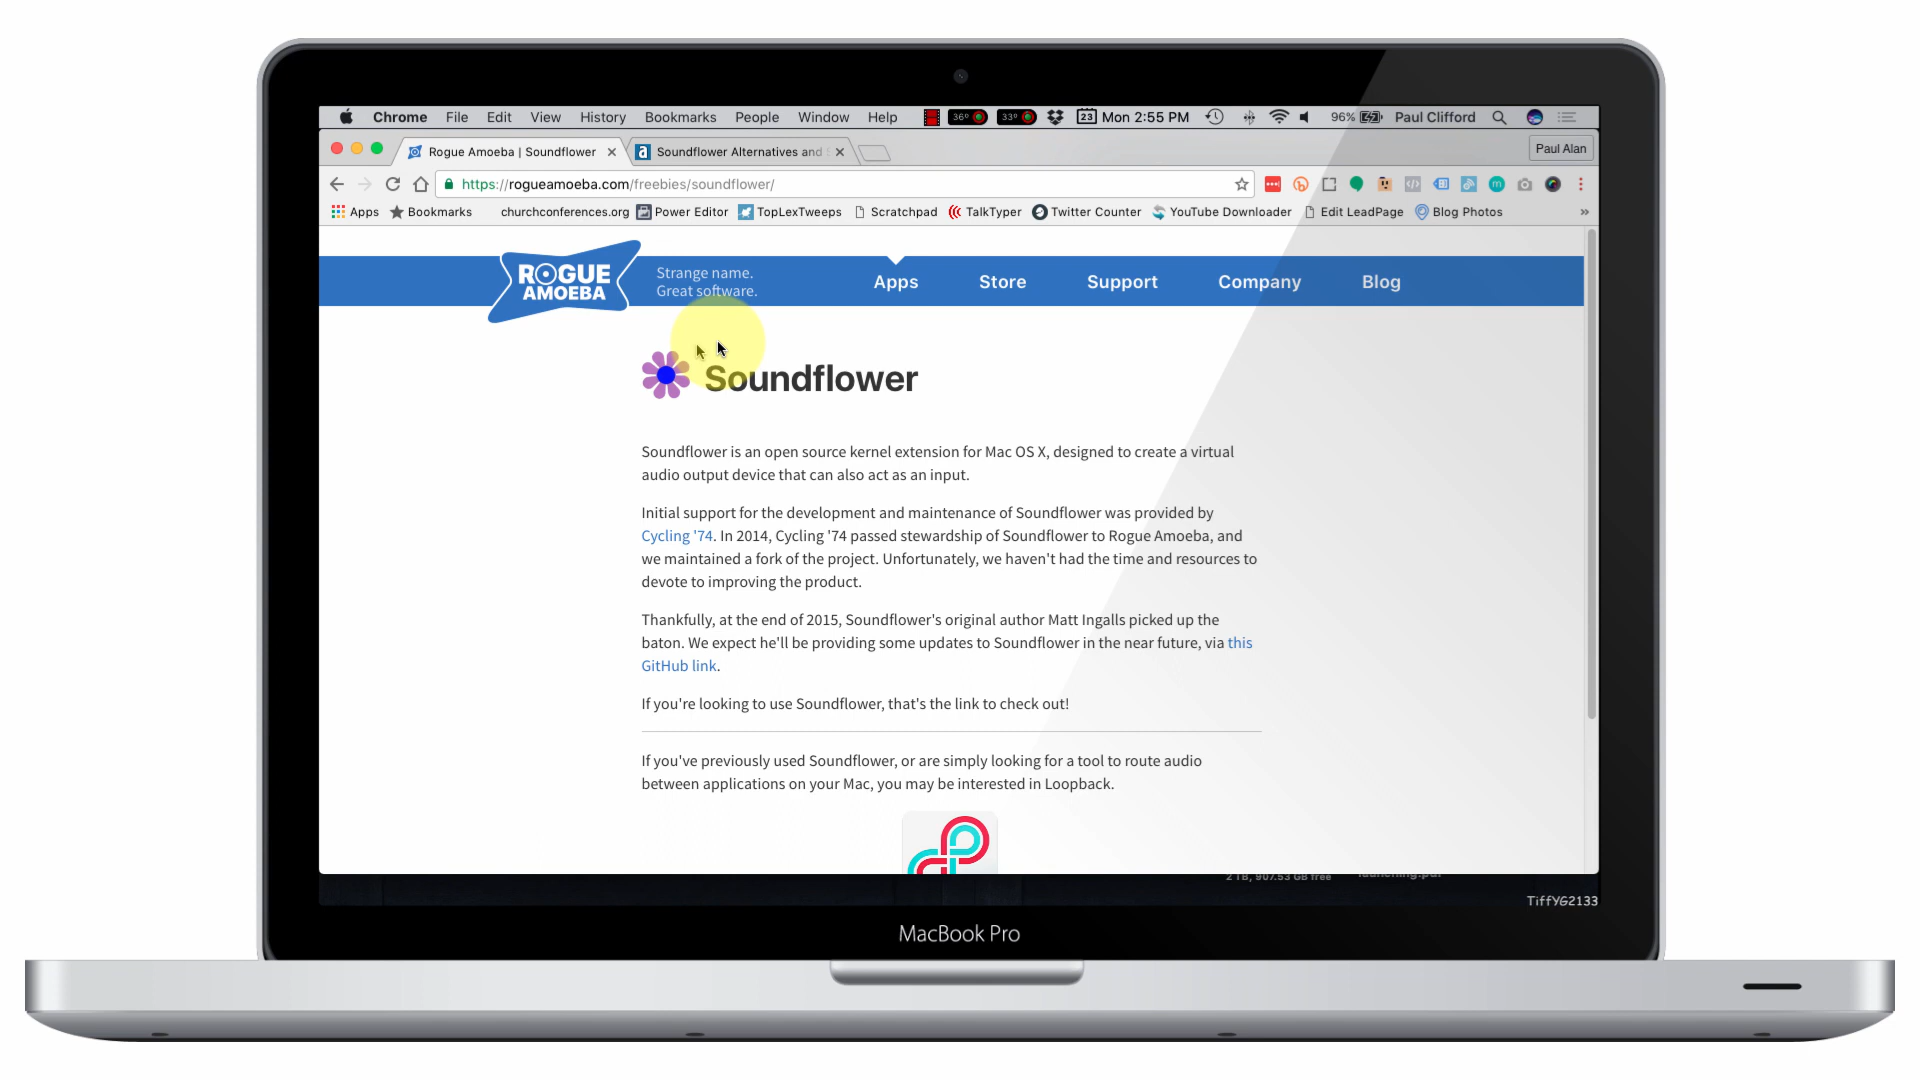 Chrome File Edit View History Bookmarks People Window Help 36° 33° 23 Mon 2:55 PM 96% Paul Clifford
Rogue Amoeba | Soundflower Soundflower Alternatives and Paul Alan
https://rogueamoeba.com/freebies/soundflower/
Apps Bookmarks churchconferences.org Power Editor TopLexTweeps Scratchpad TalkTyper Twitter Counter YouTube Downloader Edit LeadPage Blog Photos »
ROGUE AMOEBA
Strange name.
Great software.
Apps Store Support Company Blog
Soundflower
Soundflower is an open source kernel extension for Mac OS X, designed to create a virtual
audio output device that can also act as an input.
Initial support for the development and maintenance of Soundflower was provided by
Cycling '74. In 2014, Cycling '74 passed stewardship of Soundflower to Rogue Amoeba, and
we maintained a fork of the project. Unfortunately, we haven't had the time and resources to
devote to improving the product.
Thankfully, at the end of 2015, Soundflower's original author Matt Ingalls picked up the
baton. We expect he'll be providing some updates to Soundflower in the near future, via this
GitHub link.
If you're looking to use Soundflower, that's the link to check out!
If you've previously used Soundflower, or are simply looking for a tool to route audio
between applications on your Mac, you may be interested in Loopback.
2 TB, 907.53 GB free
TiffyG2133
MacBook Pro